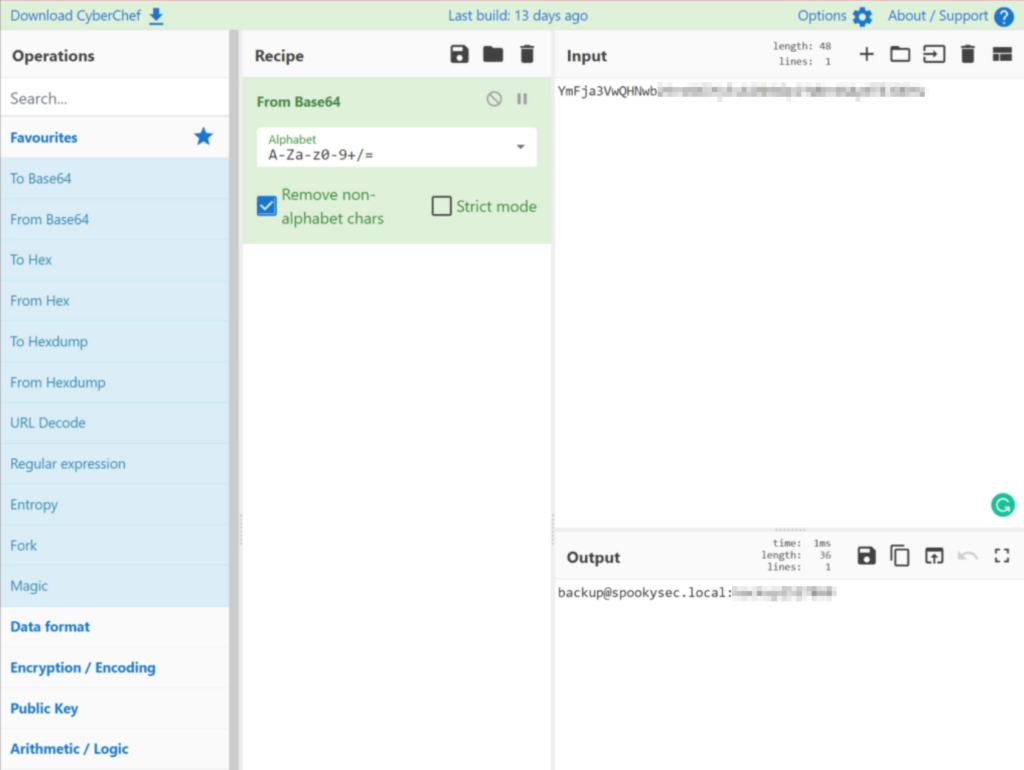 Download CyberChef
Last build: 13 days ago
Options
About / Support
Operations
Search...
Favourites
To Base64
From Base64
To Hex
From Hex
To Hexdump
From Hexdump
URL Decode
Regular expression
Entropy
Fork
Magic
Data format
Encryption / Encoding
Public Key
Arithmetic / Logic
Recipe
From Base64
Alphabet
A-Za-z0-9+/=
Remove non-
alphabet chars
Strict mode
Input
length: 48
lines: 1
YmFja3VwQHNwb
Output
time: 1ms
length: 36
lines: 1
backup@spookysec.local: